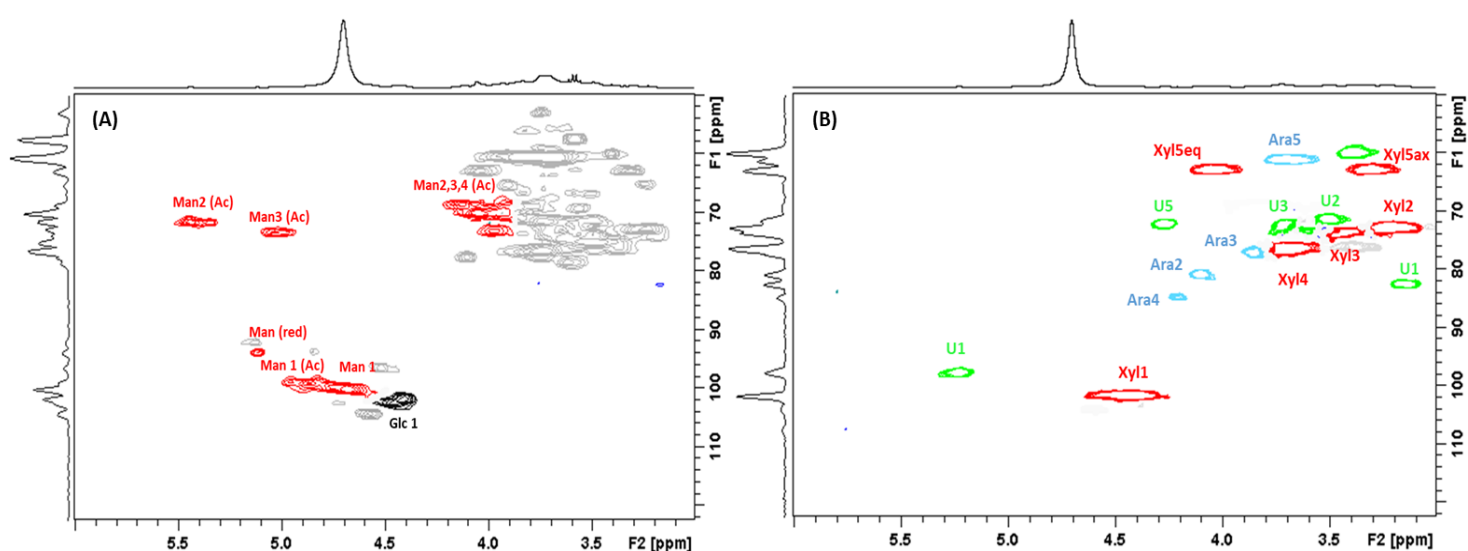 (A)
Man2 (Ac)
Man3 (Ac)
Man2,3,4 (Ac)
Man (red)
Man 1 (Ac)
Man 1
Glc 1
F1 [ppm]
70
80
90
100
110
5.5
5.0
4.5
4.0
3.5
F2 [ppm]
(B)
Xyl5eq
Ara5
Xyl5ax
U5
U3
U2
Xyl2
Ara3
Ara2
Ara4
Xyl3
Xyl4
U1
U1
Xyl1
F1 [ppm]
70
80
90
100
110
5.5
5.0
4.5
4.0
3.5
F2 [ppm]